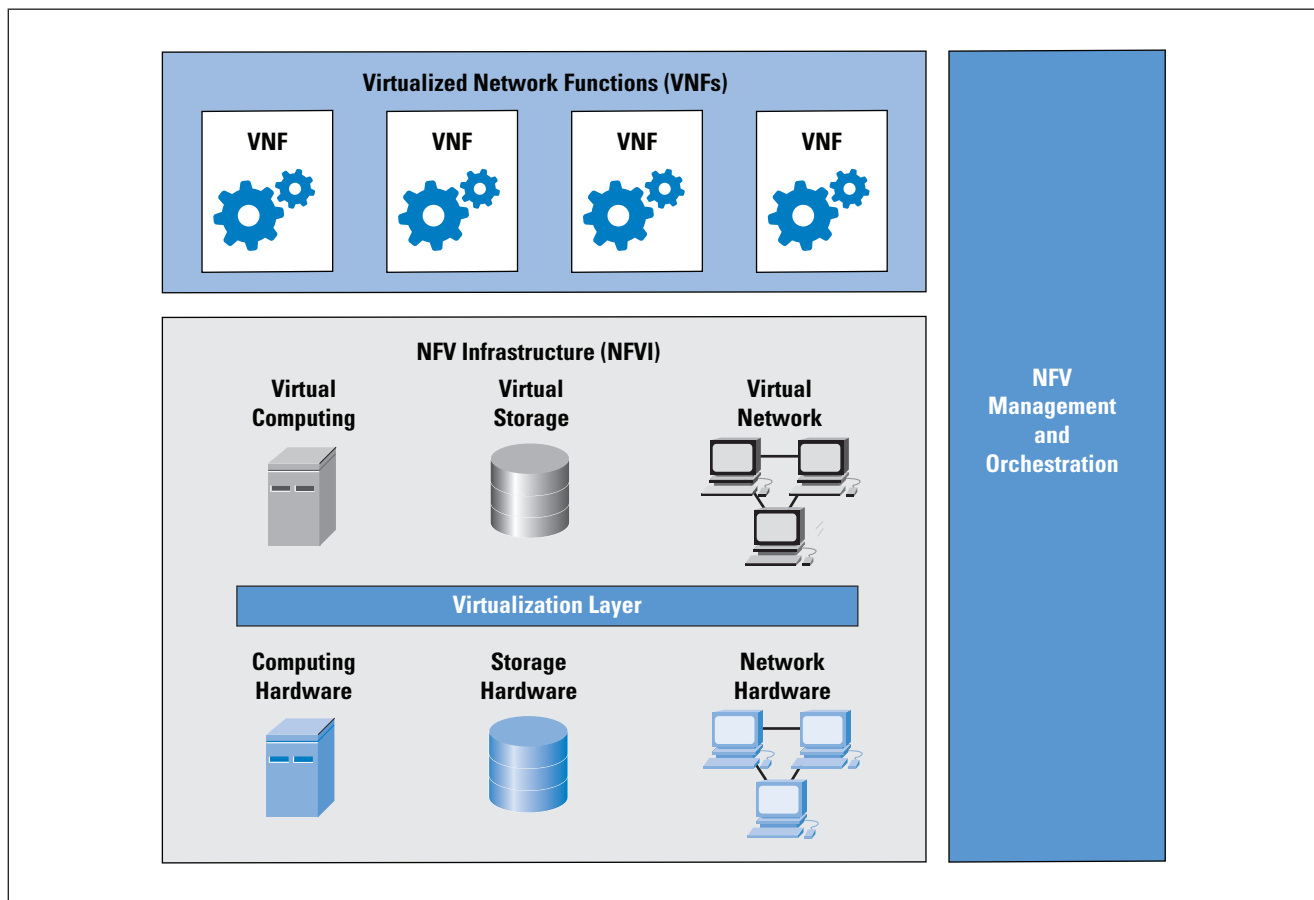 Virtualized Network Functions (VNFs)
VNF
VNF
VNF
VNF
NFV Infrastructure (NFVI)
Virtual
Computing
Virtual
Storage
Virtual
Network
Virtualization Layer
Computing
Hardware
Storage
Hardware
Network
Hardware
NFV
Management
and
Orchestration